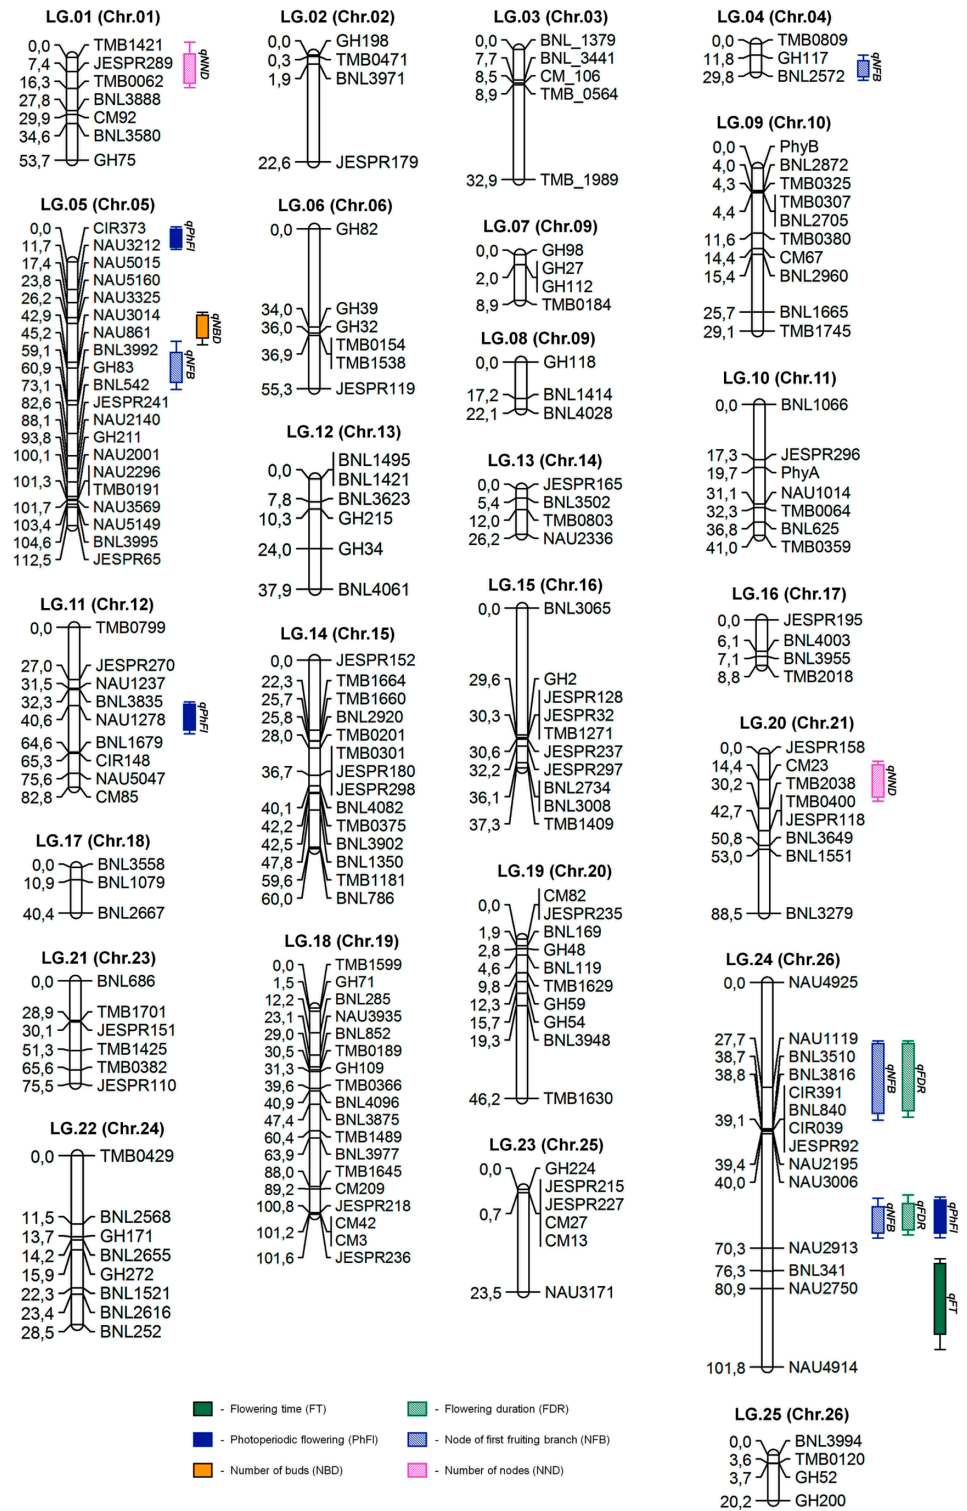 LG.01 (Chr.01)
0,0 TMB1421
7,4 JESPR289
16,3 TMB0062
27,8 BNL3888
29,9 CM92
34,6 BNL3580
53,7 GH75
qNND
LG.02 (Chr.02)
0,0 GH198
0,3 TMB0471
1,9 BNL3971
22,6 JESPR179
LG.03 (Chr.03)
0,0 BNL_1379
7,7 BNL_3441
8,5 CM_106
8,9 TMB_0564
32,9 TMB_1989
LG.04 (Chr.04)
0,0 TMB0809
11,8 GH117
29,8 BNL2572
qNFB
LG.05 (Chr.05)
0,0 CIR373
11,7 NAU3212
17,4 NAU5015
23,8 NAU5160
26,2 NAU3325
42,9 NAU3014
45,2 NAU861
59,1 BNL3992
60,9 GH83
73,1 BNL542
82,6 JESPR241
88,1 NAU2140
93,8 GH211
100,1 NAU2001
101,3 NAU2296
TMB0191
101,7 NAU3569
103,4 NAU5149
104,6 BNL3995
112,5 JESPR65
qPhFl
qNBD
qNFB
LG.06 (Chr.06)
0,0 GH82
34,0 GH39
36,0 GH32
36,9 TMB0154
TMB1538
55,3 JESPR119
LG.07 (Chr.09)
0,0 GH98
2,0 GH27
GH112
8,9 TMB0184
LG.08 (Chr.09)
0,0 GH118
17,2 BNL1414
22,1 BNL4028
LG.09 (Chr.10)
0,0 PhyB
4,0 BNL2872
4,3 TMB0325
4,4 TMB0307
BNL2705
11,6 TMB0380
14,4 CM67
15,4 BNL2960
25,7 BNL1665
29,1 TMB1745
LG.10 (Chr.11)
0,0 BNL1066
17,3 JESPR296
19,7 PhyA
31,1 NAU1014
32,3 TMB0064
36,8 BNL625
41,0 TMB0359
LG.11 (Chr.12)
0,0 TMB0799
27,0 JESPR270
31,5 NAU1237
32,3 BNL3835
40,6 NAU1278
64,6 BNL1679
65,3 CIR148
75,6 NAU5047
82,8 CM85
qPhFl
LG.12 (Chr.13)
0,0 BNL1495
BNL1421
7,8 BNL3623
10,3 GH215
24,0 GH34
37,9 BNL4061
LG.13 (Chr.14)
0,0 JESPR165
5,4 BNL3502
12,0 TMB0803
26,2 NAU2336
LG.14 (Chr.15)
0,0 JESPR152
22,3 TMB1664
25,7 TMB1660
25,8 BNL2920
28,0 TMB0201
36,7 TMB0301
JESPR180
JESPR298
40,1 BNL4082
42,2 TMB0375
42,5 BNL3902
47,8 BNL1350
59,6 TMB1181
60,0 BNL786
LG.15 (Chr.16)
0,0 BNL3065
29,6 GH2
30,3 JESPR128
JESPR32
TMB1271
30,6 JESPR237
32,2 JESPR297
36,1 BNL2734
BNL3008
37,3 TMB1409
LG.16 (Chr.17)
0,0 JESPR195
6,1 BNL4003
7,1 BNL3955
8,8 TMB2018
LG.17 (Chr.18)
0,0 BNL3558
10,9 BNL1079
40,4 BNL2667
LG.18 (Chr.19)
0,0 TMB1599
1,5 GH71
12,2 BNL285
23,1 NAU3935
29,0 BNL852
30,5 TMB0189
31,3 GH109
39,6 TMB0366
40,9 BNL4096
47,4 BNL3875
60,4 TMB1489
63,9 BNL3977
88,0 TMB1645
89,2 CM209
100,8 JESPR218
101,2 CM42
CM3
101,6 JESPR236
LG.19 (Chr.20)
0,0 CM82
JESPR235
1,9 BNL169
2,8 GH48
4,6 BNL119
9,8 TMB1629
12,3 GH59
15,7 GH54
19,3 BNL3948
46,2 TMB1630
LG.20 (Chr.21)
0,0 JESPR158
14,4 CM23
30,2 TMB2038
42,7 TMB0400
JESPR118
50,8 BNL3649
53,0 BNL1551
88,5 BNL3279
qNND
LG.21 (Chr.23)
0,0 BNL686
28,9 TMB1701
30,1 JESPR151
51,3 TMB1425
65,6 TMB0382
75,5 JESPR110
LG.22 (Chr.24)
0,0 TMB0429
11,5 BNL2568
13,7 GH171
14,2 BNL2655
15,9 GH272
22,3 BNL1521
23,4 BNL2616
28,5 BNL252
LG.23 (Chr.25)
0,0 GH224
0,7 JESPR215
JESPR227
CM27
CM13
23,5 NAU3171
LG.24 (Chr.26)
0,0 NAU4925
27,7 NAU1119
38,7 BNL3510
38,8 BNL3816
39,1 CIR391
BNL840
CIR039
JESPR92
39,4 NAU2195
40,0 NAU3006
70,3 NAU2913
76,3 BNL341
80,9 NAU2750
101,8 NAU4914
qNFB qFDR
qNFB qFDR qPhFl
qFT
LG.25 (Chr.26)
0,0 BNL3994
3,6 TMB0120
3,7 GH52
20,2 GH200
- Flowering time (FT)
- Flowering duration (FDR)
- Photoperiodic flowering (PhFl)
- Node of first fruiting branch (NFB)
- Number of buds (NBD)
- Number of nodes (NND)